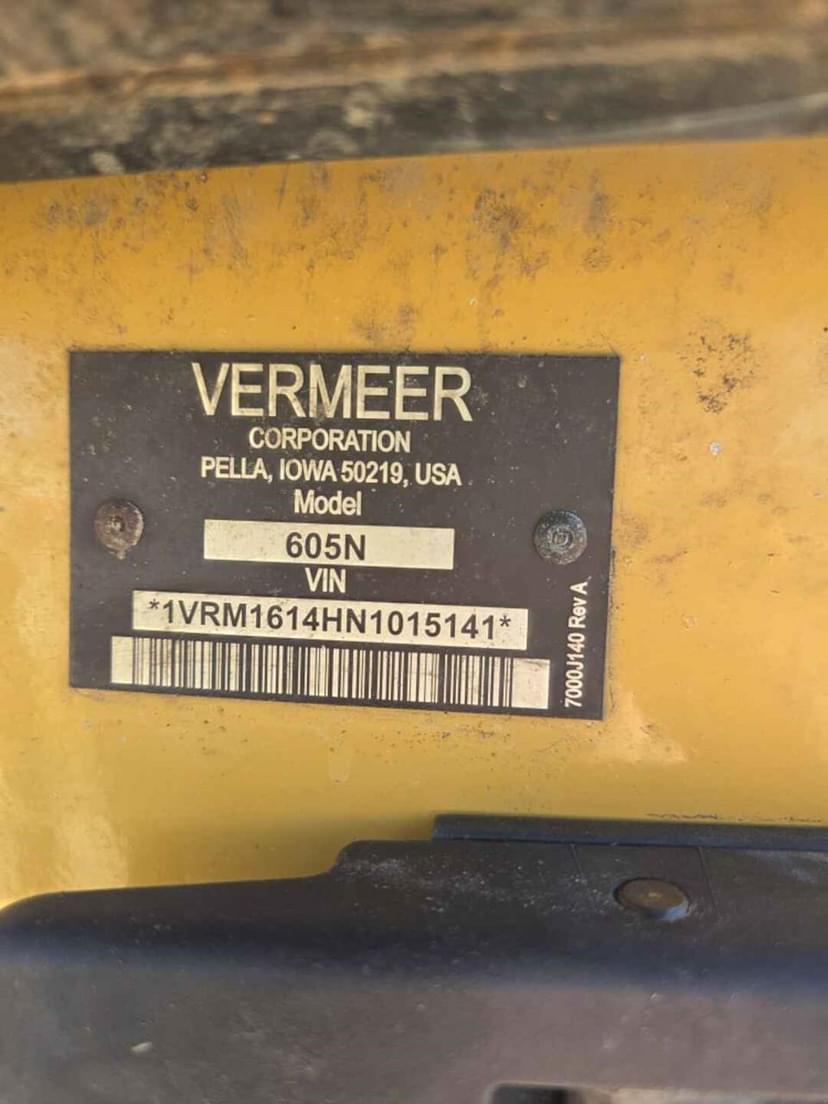 VERMEER
CORPORATION
PELLA, IOWA 50219, USA
Model
605N
VIN
*1VRM1614HN1015141*
7000J140 Rev A